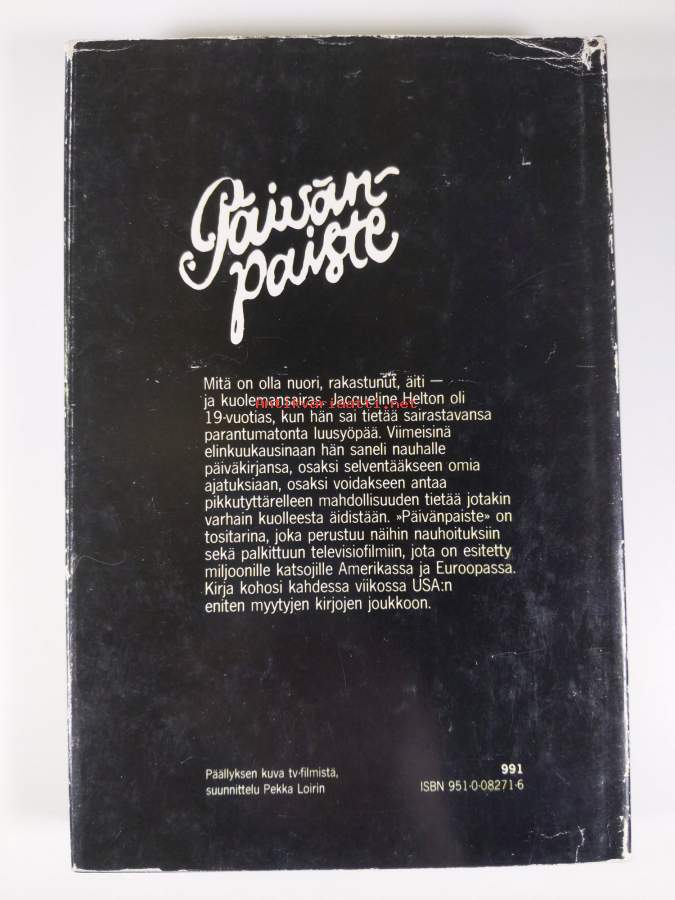 Päivän-
paiste
Mitä on olla nuori, rakastunut, äiti —
ja kuolemansairas. Jacqueline Helton oli
Antikvariaatti.net
19-vuotias, kun hän sai tietää sairastavansa
parantumatonta luusyöpää. Viimeisinä
elinkuukausinaan hän saneli nauhalle
päiväkirjansa, osaksi selventääkseen omia
ajatuksiaan, osaksi voidakseen antaa
pikkutyttärelleen mahdollisuuden tietää jotakin
varhain kuolleesta äidistään. »Päivänpaiste» on
tositarina, joka perustuu näihin nauhoituksiin
sekä palkittuun televisiofilmiin, jota on esitetty
miljoonille katsojille Amerikassa ja Euroopassa.
Kirja kohosi kahdessa viikossa USA:n
eniten myytyjen kirjojen joukkoon.
Päällyksen kuva tv-filmistä,
suunnittelu Pekka Loirin
991
ISBN 951-0-08271-6